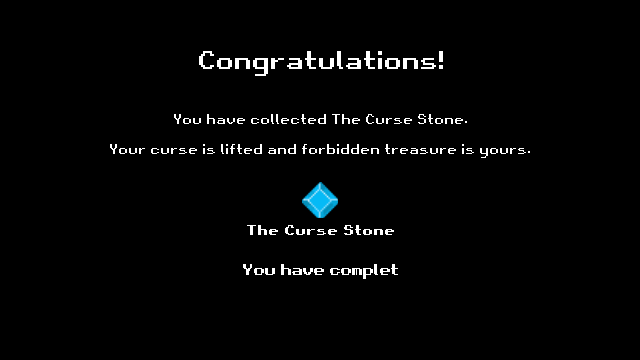 Congratulations!
You have collected The Curse Stone.
Your curse is lifted and forbidden treasure is yours.
The Curse Stone
You have complet